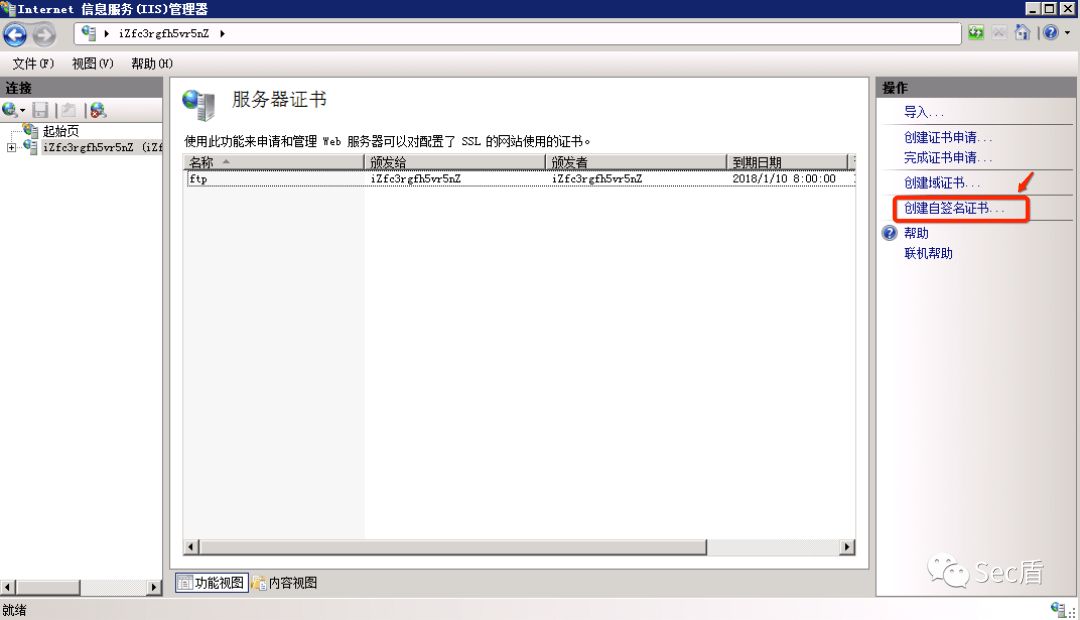 Internet 信息服务(IIS)管理器
iZfc3rgfh5vr5nZ
文件(F) 视图(V) 帮助(H)
连接
起始页
iZfc3rgfh5vr5nZ (iZf
服务器证书
使用此功能来申请和管理 Web 服务器可以对配置了 SSL 的网站使用的证书。
名称 颁发给 颁发者 到期日期
ftp iZfc3rgfh5vr5nZ iZfc3rgfh5vr5nZ 2018/1/10 8:00:00
功能视图 内容视图
操作
导入...
创建证书申请...
完成证书申请...
创建域证书...
创建自签名证书...
帮助
联机帮助
Sec盾
就绪